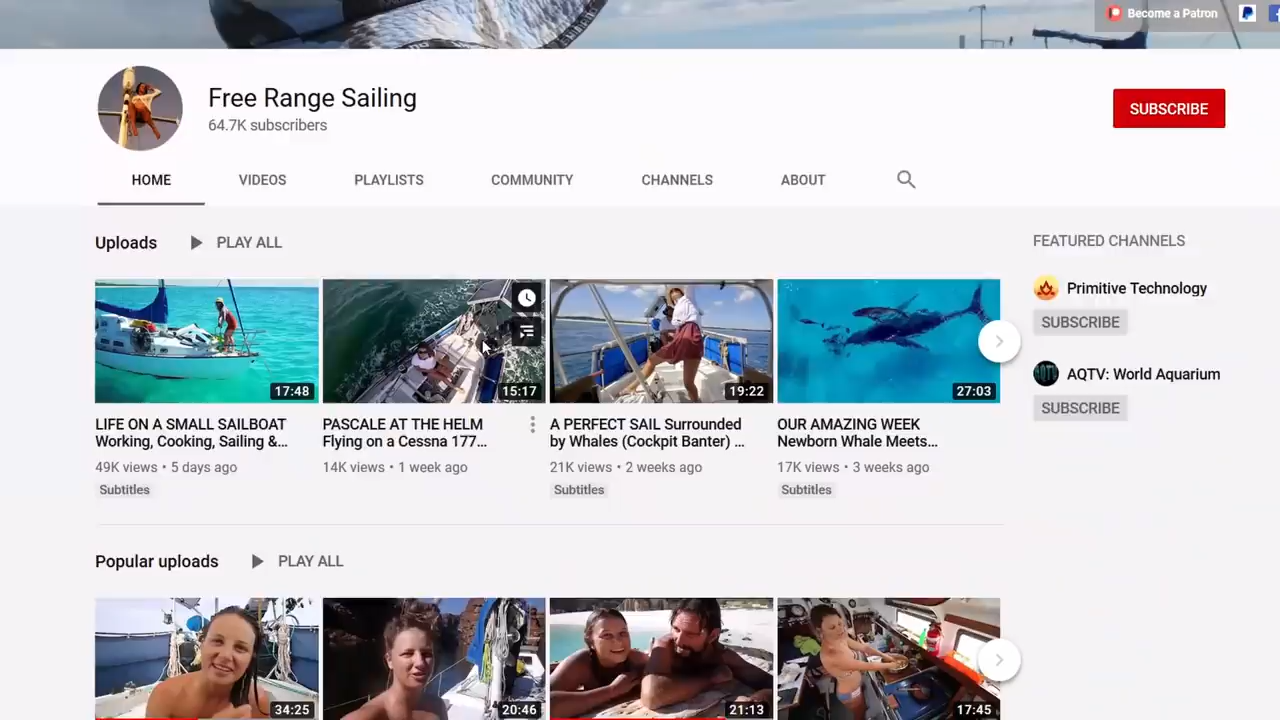 Become a Patron
Free Range Sailing
64.7K subscribers
SUBSCRIBE
HOME
VIDEOS
PLAYLISTS
COMMUNITY
CHANNELS
ABOUT
Uploads
PLAY ALL
17:48
15:17
19:22
27:03
LIFE ON A SMALL SAILBOAT
Working, Cooking, Sailing &...
49K views • 5 days ago
Subtitles
PASCALE AT THE HELM
Flying on a Cessna 177...
14K views • 1 week ago
A PERFECT SAIL Surrounded
by Whales (Cockpit Banter) ...
21K views • 2 weeks ago
Subtitles
OUR AMAZING WEEK
Newborn Whale Meets...
17K views • 3 weeks ago
Subtitles
FEATURED CHANNELS
Primitive Technology
SUBSCRIBE
AQTV: World Aquarium
SUBSCRIBE
Popular uploads
PLAY ALL
34:25
20:46
21:13
17:45